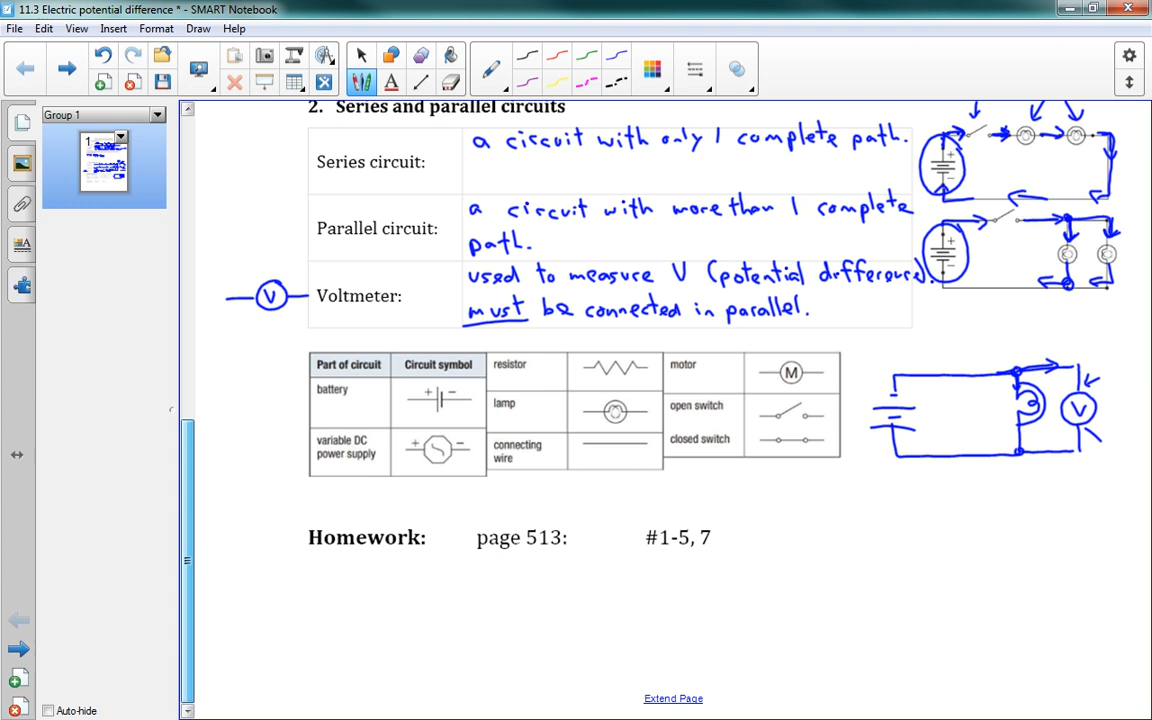 11.3 Electric potential difference * - SMART Notebook
File Edit View Insert Format Draw Help
Group 1
1
2. Series and parallel circuits
Series circuit:
a circuit with only 1 complete path.
Parallel circuit:
a circuit with more than 1 complete
path.
V
Voltmeter:
used to measure V (potential difference).
must be connected in parallel.
Part of circuit
Circuit symbol
battery
+ -
variable DC
power supply
+ -
resistor
lamp
connecting
wire
motor
M
open switch
closed switch
+
-
+
-
V
Homework: page 513: #1-5, 7
Extend Page
Auto-hide